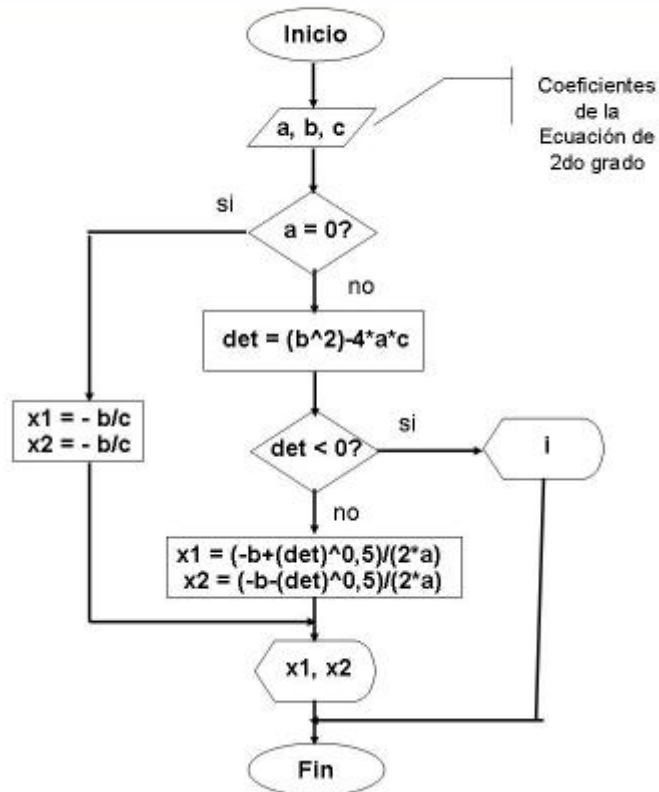 Inicio
a, b, c
Coeficientes
de la
Ecuación de
2do grado
si
a = 0?
no
det = (b^2)-4*a*c
x1 = - b/c
x2 = - b/c
det < 0?
si
i
no
x1 = (-b+(det)^0,5)/(2*a)
x2 = (-b-(det)^0,5)/(2*a)
x1, x2
Fin